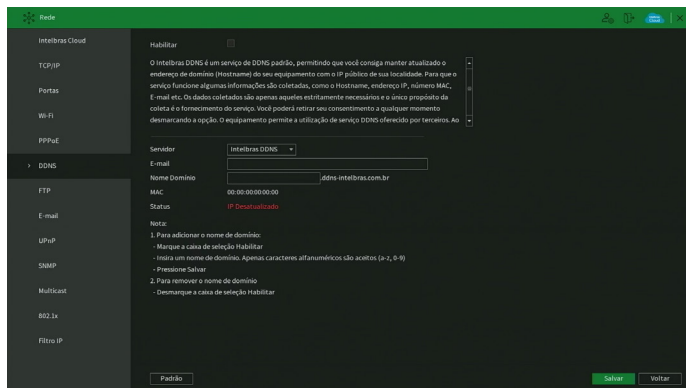 Rede
Intelbras Cloud
TCP/IP
Portas
Wi-Fi
PPPoE
DDNS
FTP
E-mail
UPnP
SNMP
Multicast
802.1x
Filtro IP
Habilitar
O Intelbras DDNS é um serviço de DDNS padrão, permitindo que você consiga manter atualizado o
endereço de domínio (Hostname) do seu equipamento com o IP público de sua localidade. Para que o
serviço funcione algumas informações são coletadas, como o Hostname, endereço IP, número MAC,
E-mail etc. Os dados coletados são apenas aqueles estritamente necessários e o único propósito da
coleta é o fornecimento do serviço. Você poderá retirar seu consentimento a qualquer momento
desmarcando a opção. O equipamento permite a utilização de serviço DDNS oferecido por terceiros. Ao
Servidor Intelbras DDNS
E-mail
Nome Domínio .ddns-intelbras.com.br
MAC 00:00:00:00:00:00
Status IP Desatualizado
Nota:
1. Para adicionar o nome de domínio:
- Marque a caixa de seleção Habilitar
- Insira um nome de domínio. Apenas caracteres alfanuméricos são aceitos (a-z, 0-9)
- Pressione Salvar
2. Para remover o nome de domínio
- Desmarque a caixa de seleção Habilitar
Padrão Salvar Voltar